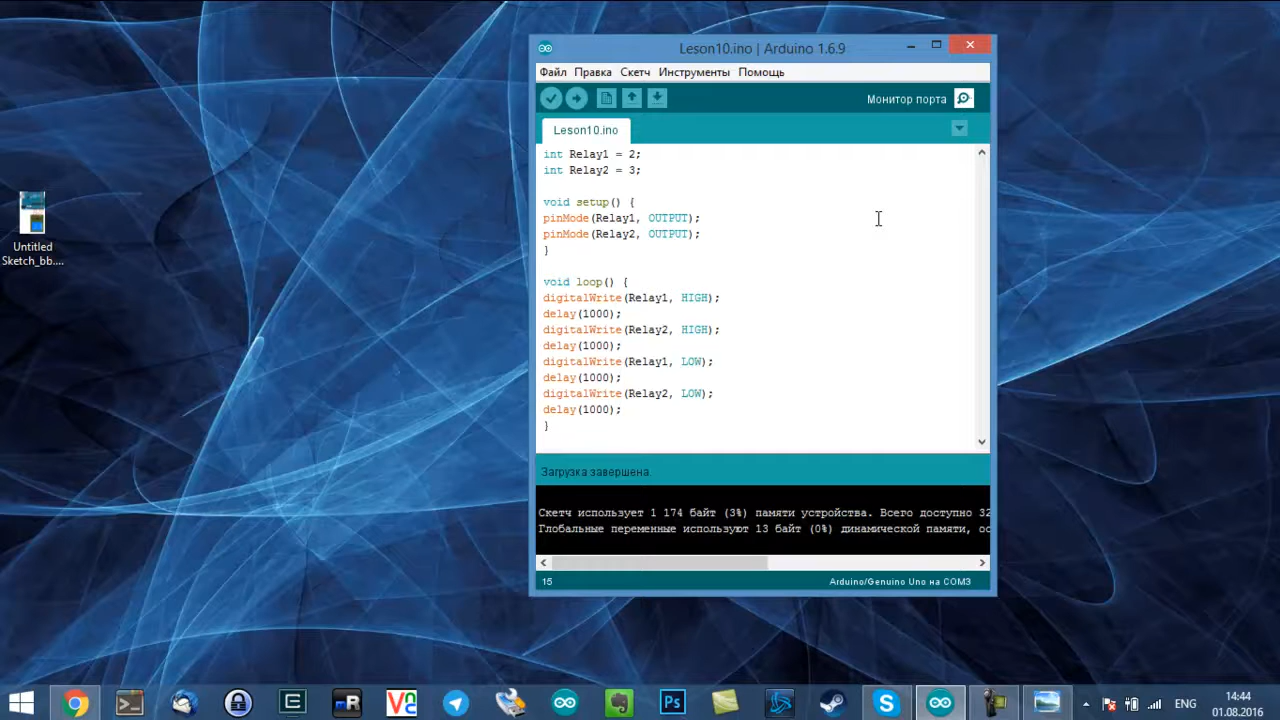 Leson10.ino | Arduino 1.6.9
Файл Правка Скетч Инструменты Помощь
Монитор порта
Leson10.ino
int Relay1 = 2;
int Relay2 = 3;
void setup() {
pinMode(Relay1, OUTPUT);
pinMode(Relay2, OUTPUT);
}
void loop() {
digitalWrite(Relay1, HIGH);
delay(1000);
digitalWrite(Relay2, HIGH);
delay(1000);
digitalWrite(Relay1, LOW);
delay(1000);
digitalWrite(Relay2, LOW);
delay(1000);
}
Загрузка завершена.
Скетч использует 1 174 байт (3%) памяти устройства. Всего доступно 32
Глобальные переменные используют 13 байт (0%) динамической памяти, ос
15
Arduino/Genuino Uno на COM3
Untitled
Sketch_bb....
ENG
14:44
01.08.2016